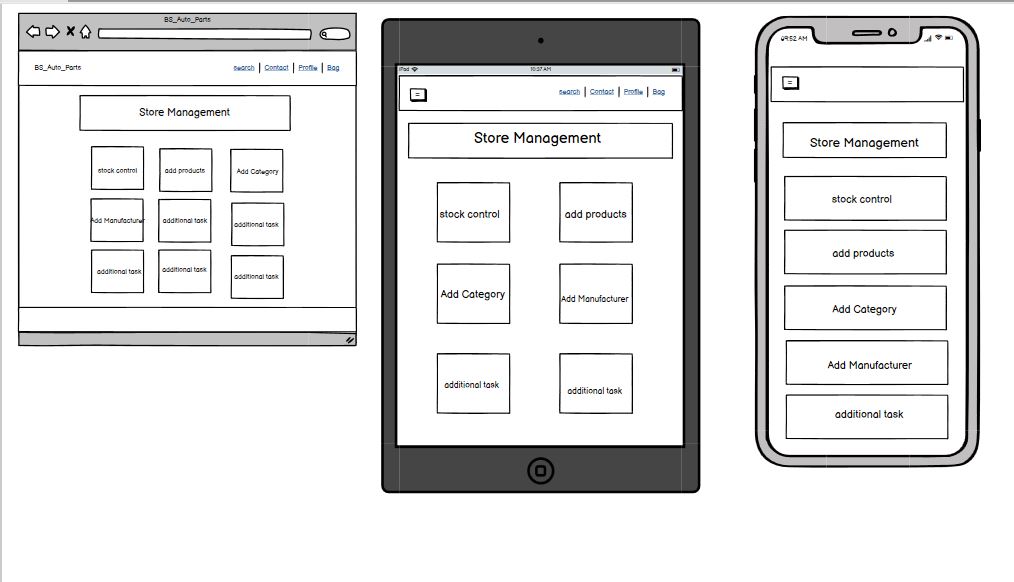 BS_Auto_Parts
BS_Auto_Parts
search | Contact | Profile | Bag
Store Management
stock control
add products
Add Category
Add Manufacturer
additional task
additional task
additional task
additional task
additional task
iPad
10:37 AM
search | Contact | Profile | Bag
Store Management
stock control
add products
Add Category
Add Manufacturer
additional task
additional task
09:52 AM
Store Management
stock control
add products
Add Category
Add Manufacturer
additional task